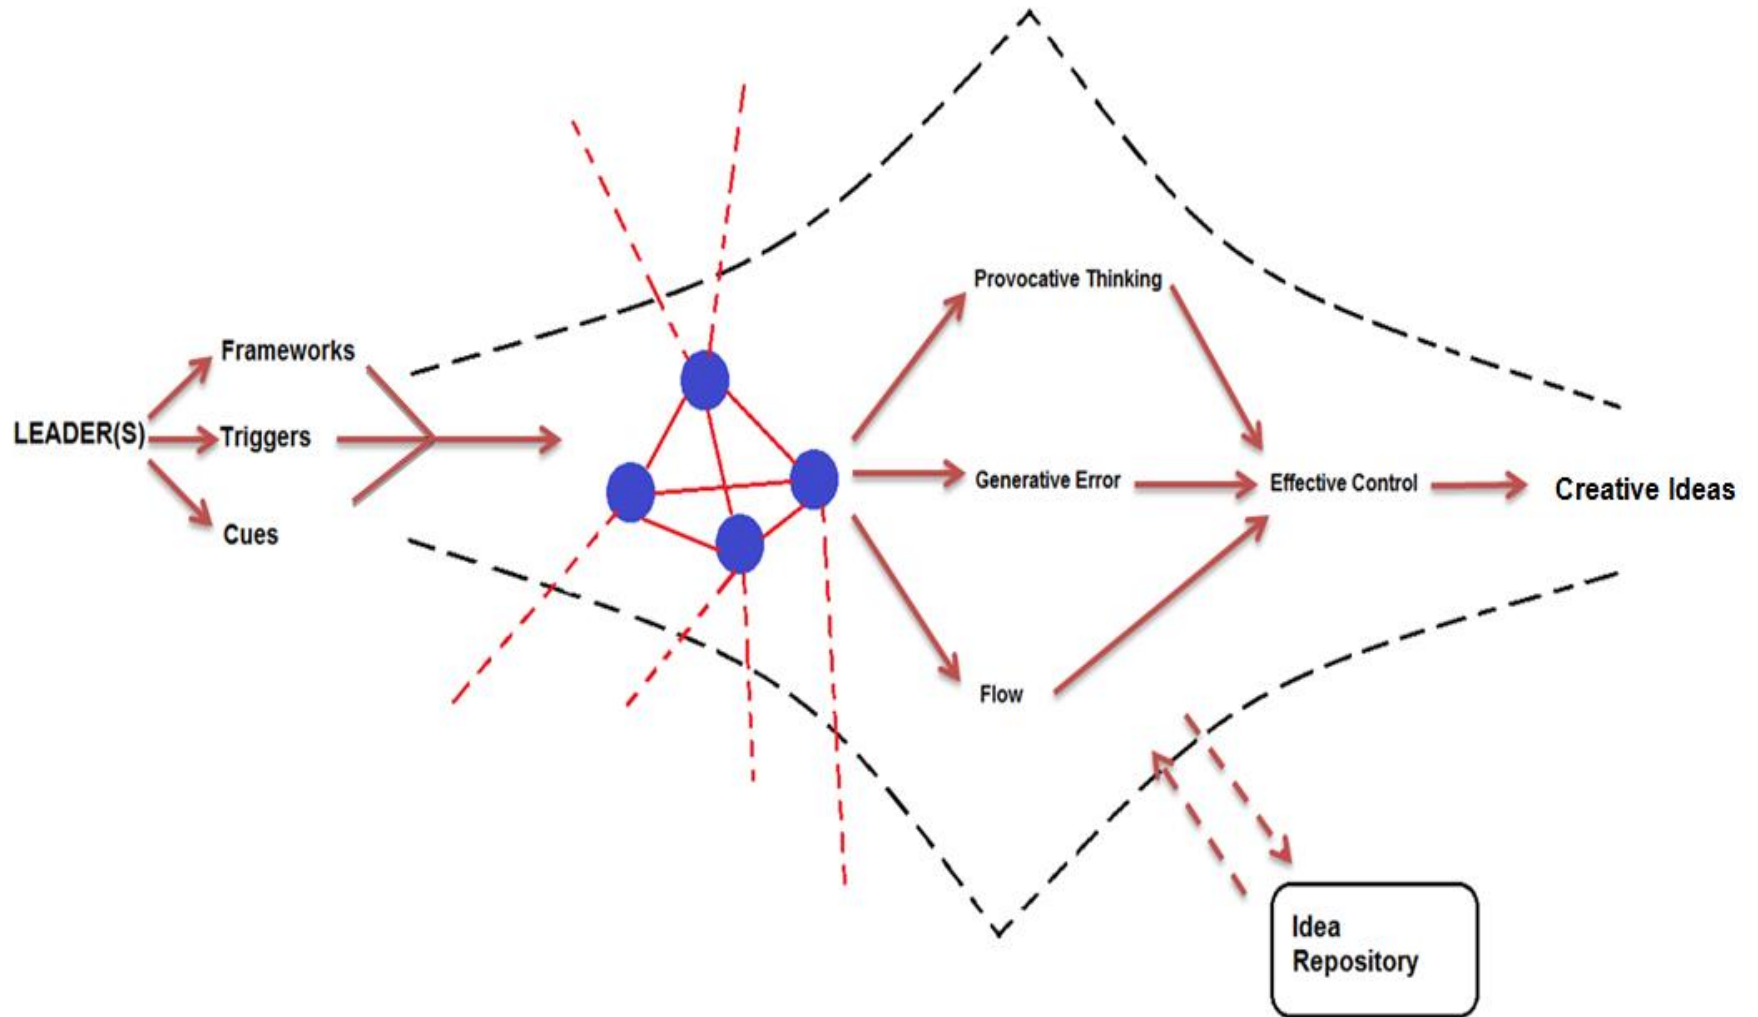 Provocative Thinking
Frameworks
LEADER(S)
Triggers
Generative Error
Effective Control
Creative Ideas
Cues
Flow
Idea
Repository